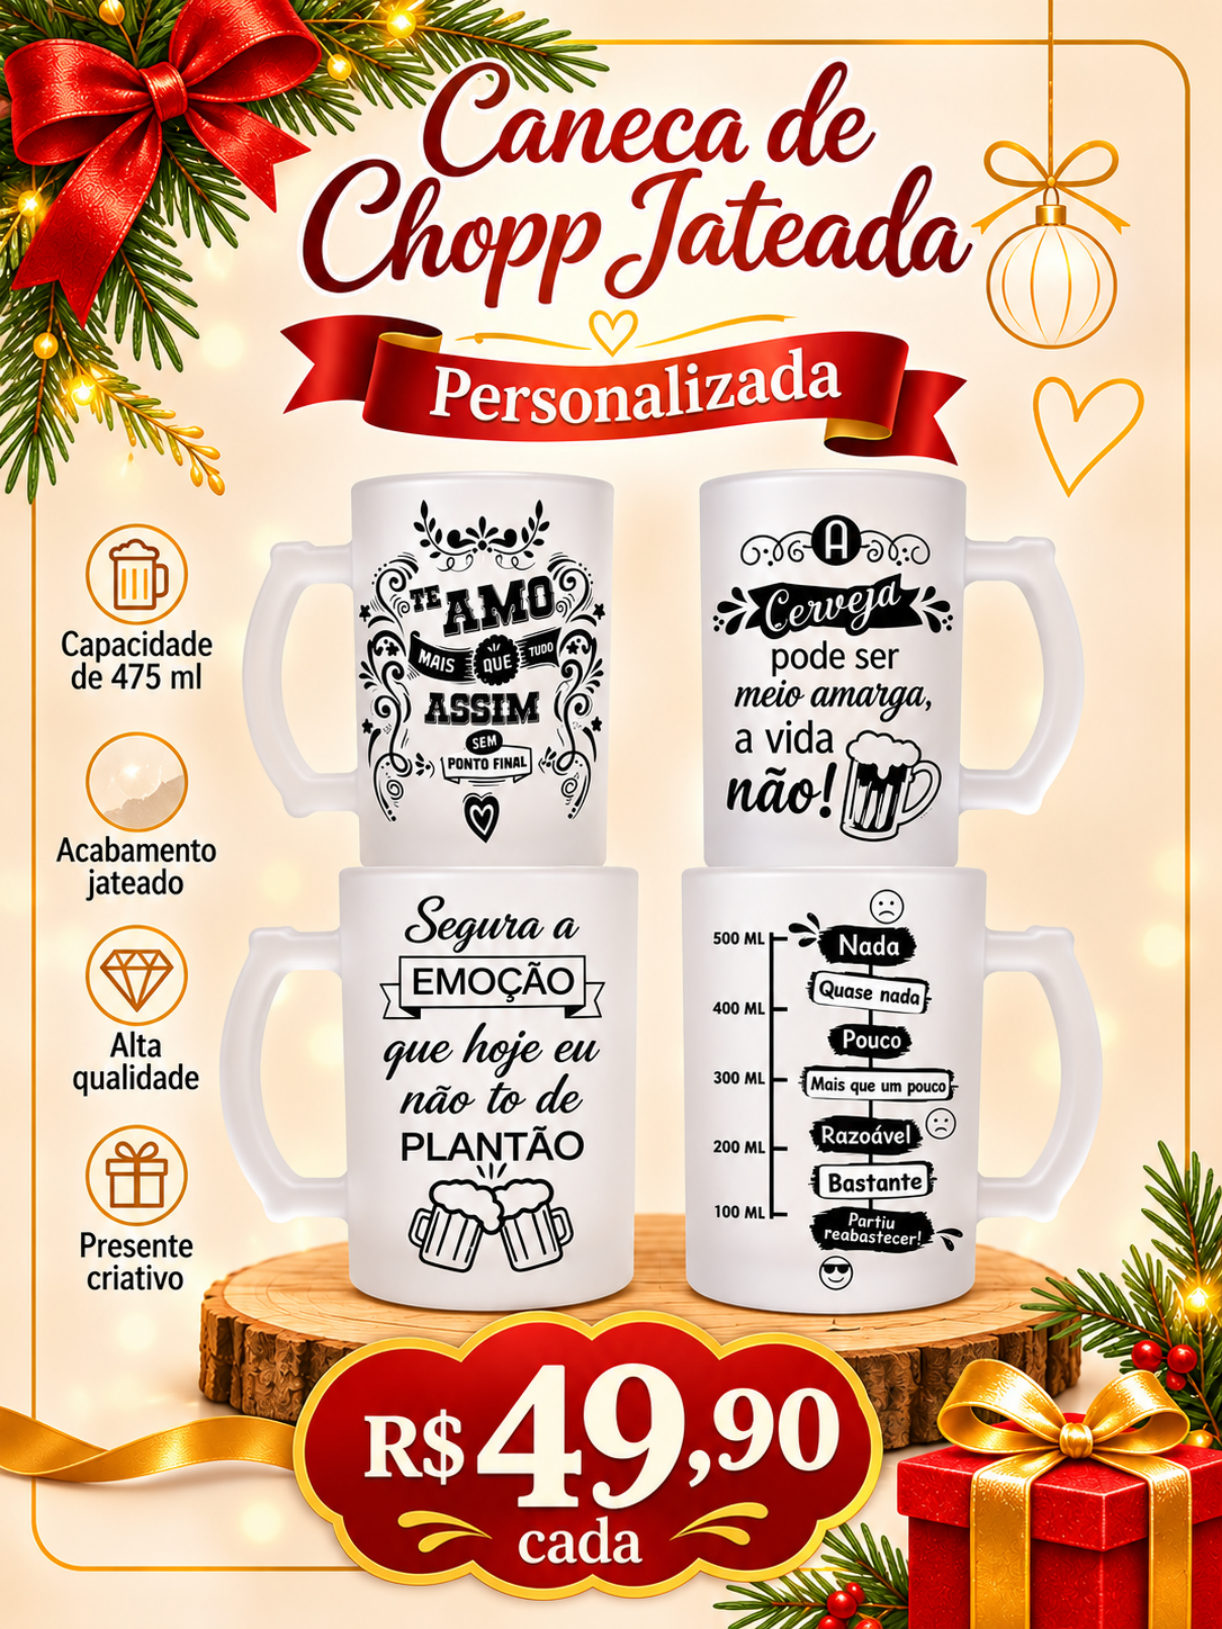 Caneca de
Chopp Jateada
Personalizada
Capacidade
de 475 ml
Acabamento
jateado
Alta
qualidade
Presente
criativo
TE AMO
MAIS QUE TUDO
ASSIM
SEM
PONTO FINAL
A
Cerveja
pode ser
meio amarga,
a vida
não!
Segura a
EMOÇÃO
que hoje eu
não to de
PLANTÃO
500 ML
400 ML
300 ML
200 ML
100 ML
Nada
Quase nada
Pouco
Mais que um pouco
Razoável
Bastante
Partiu
reabastecer!
R$ 49,90
cada